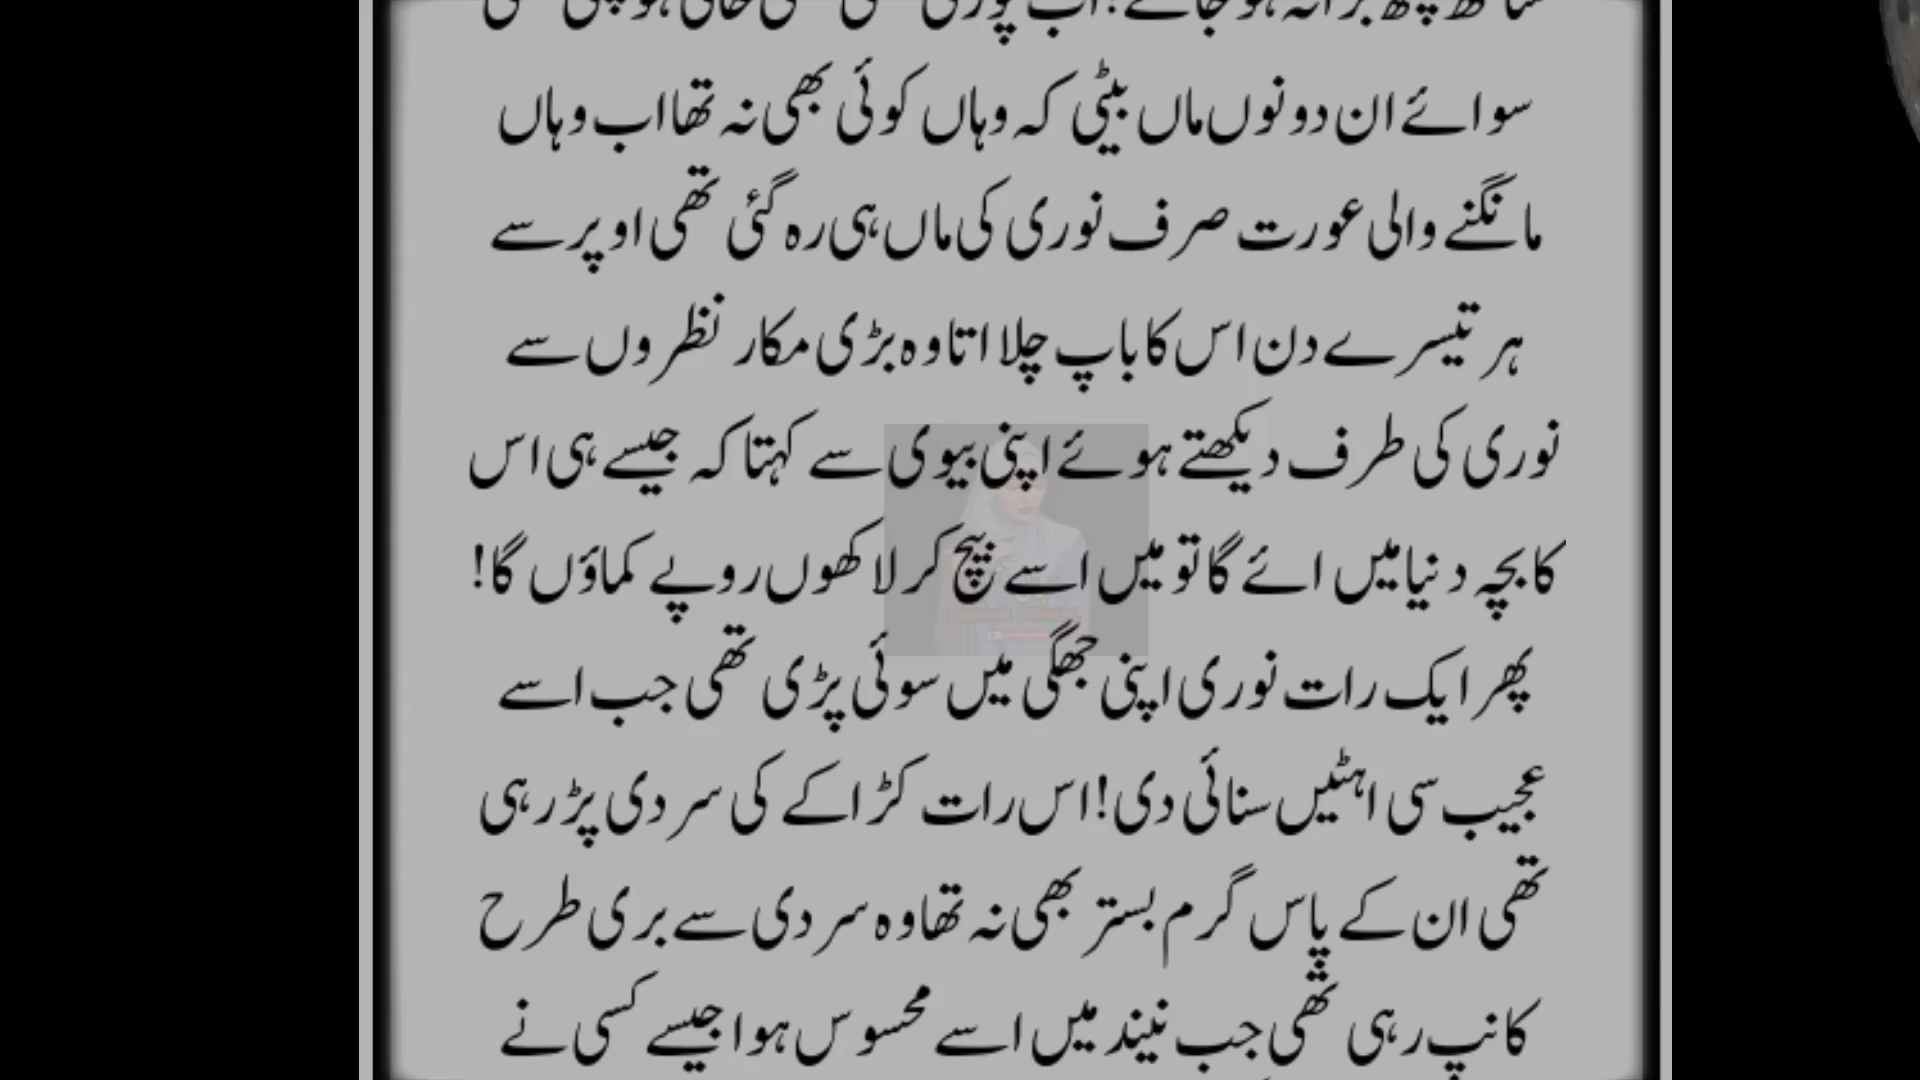 سوائے ان دونوں ماں بیٹی کہ وہاں کوئی بھی نہ تھا اب وہاں
مانگنے والی عورت صرف نوری کی ماں ہی رہ گئی تھی اوپر سے
ہر تیسرے دن اس کا باپ چلا اتا وہ بڑی مکار نظروں سے
نوری کی طرف دیکھتے ہوئے اپنی بیوی سے کہتا کہ جیسے ہی اس
کا بچہ دنیا میں ائے گا تو میں اسے بیچ کر لاکھوں روپے کماؤں گا!
پھر ایک رات نوری اپنی جھگی میں سوئی پڑی تھی جب اسے
عجیب سی اہٹیں سنائی دی! اس رات کڑاکے کی سردی پڑ رہی
تھی ان کے پاس گرم بستر بھی نہ تھا وہ سردی سے بری طرح
کانپ رہی تھی جب نیند میں اسے محسوس ہوا جیسے کسی نے